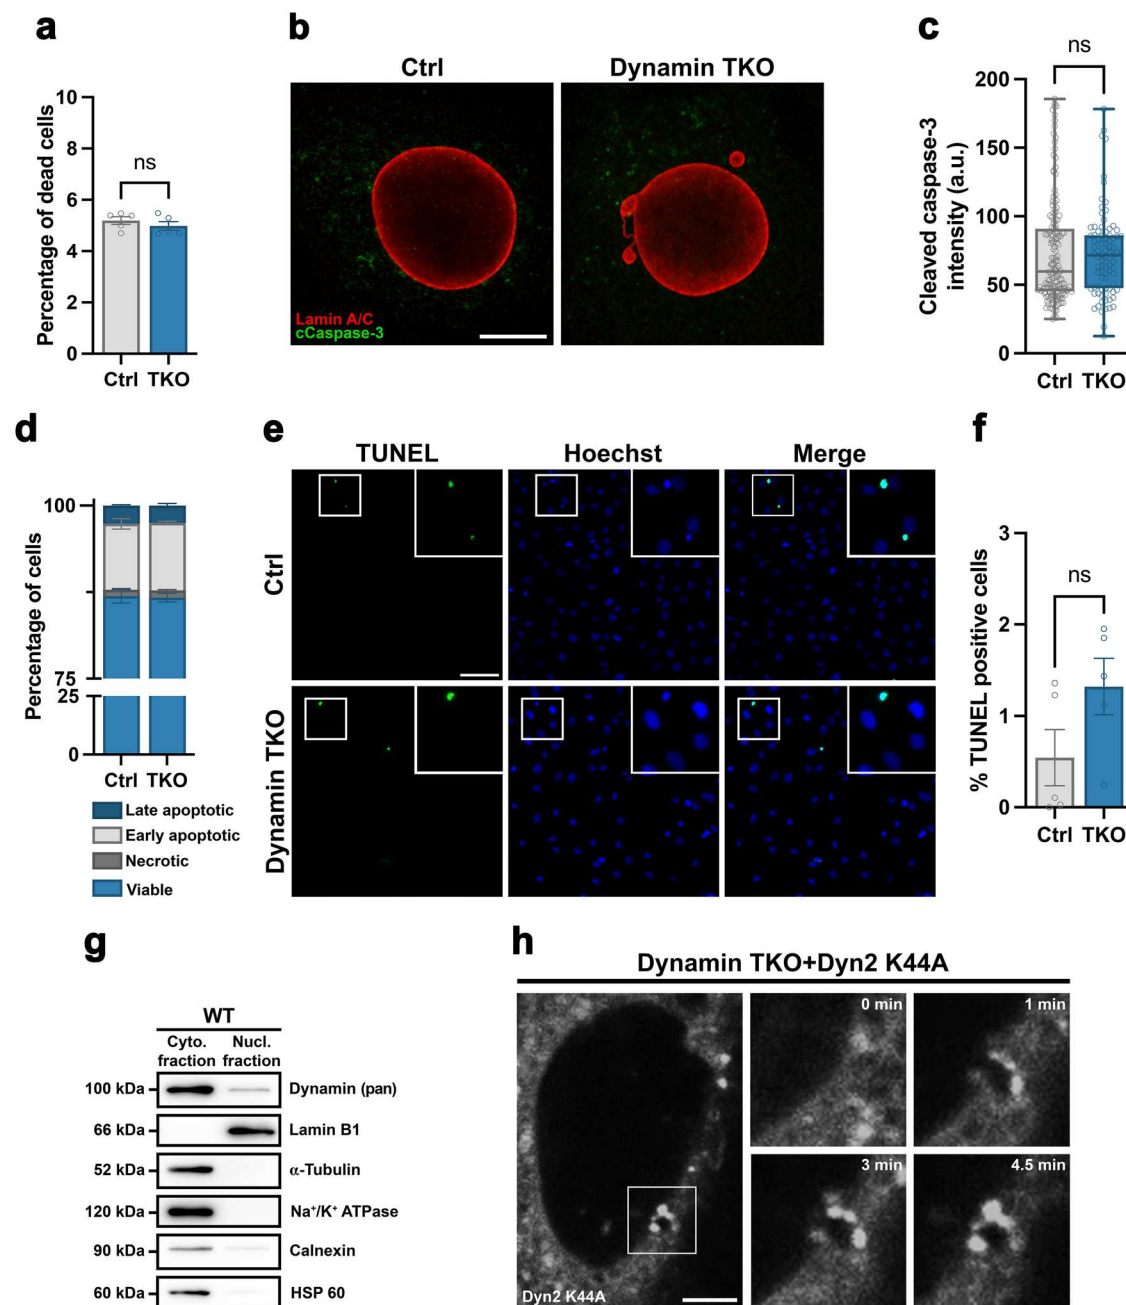 a
Percentage of dead cells
10
8
6
4
2
0
ns
Ctrl TKO
b
Ctrl
Dynamin TKO
Lamin A/C
cCaspase-3
c
Cleaved caspase-3
intensity (a.u.)
200
150
100
50
0
ns
Ctrl TKO
d
Percentage of cells
100
75
25
0
Ctrl TKO
Late apoptotic
Early apoptotic
Necrotic
Viable
e
TUNEL
Hoechst
Merge
Ctrl
Dynamin TKO
f
% TUNEL positive cells
3
2
1
0
ns
Ctrl TKO
g
WT
Cyto. Nucl.
fraction fraction
100 kDa Dynamin (pan)
66 kDa Lamin B1
52 kDa α-Tubulin
120 kDa Na⁺/K⁺ ATPase
90 kDa Calnexin
60 kDa HSP 60
h
Dynamin TKO+Dyn2 K44A
0 min
1 min
3 min
4.5 min
Dyn2 K44A